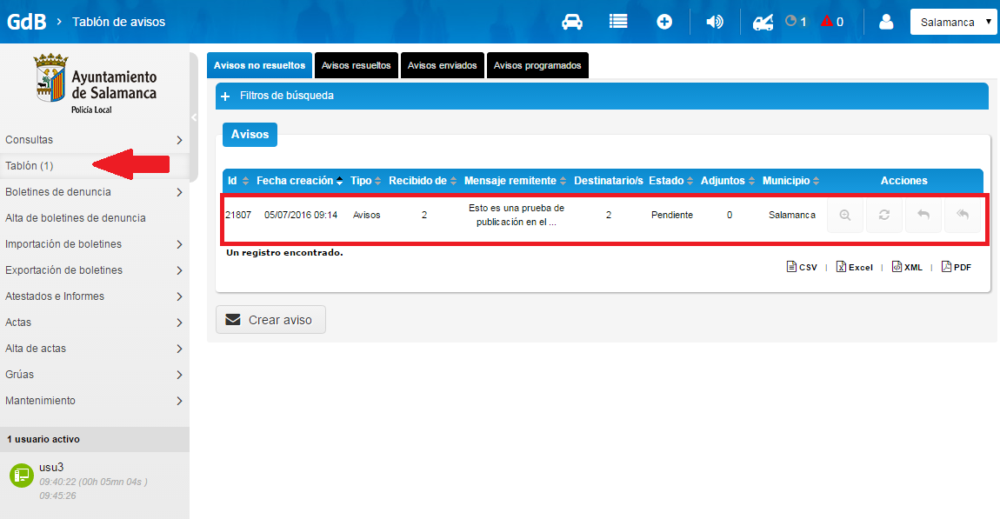 GdB > Tablón de avisos
1
0
Salamanca
Ayuntamiento
de Salamanca
Policía Local
Consultas
Tablón (1)
Boletines de denuncia
Alta de boletines de denuncia
Importación de boletines
Exportación de boletines
Atestados e Informes
Actas
Alta de actas
Grúas
Mantenimiento
1 usuario activo
usu3
09:40:22 (00h 05mn 04s )
09:45:26
Avisos no resueltos Avisos resueltos Avisos enviados Avisos programados
+ Filtros de búsqueda
Avisos
Id Fecha creación Tipo Recibido de Mensaje remitente Destinatario/s Estado Adjuntos Municipio Acciones
21807 05/07/2016 09:14 Avisos 2 Esto es una prueba de publicación en el ... 2 Pendiente 0 Salamanca
Un registro encontrado.
CSV | Excel | XML | PDF
Crear aviso